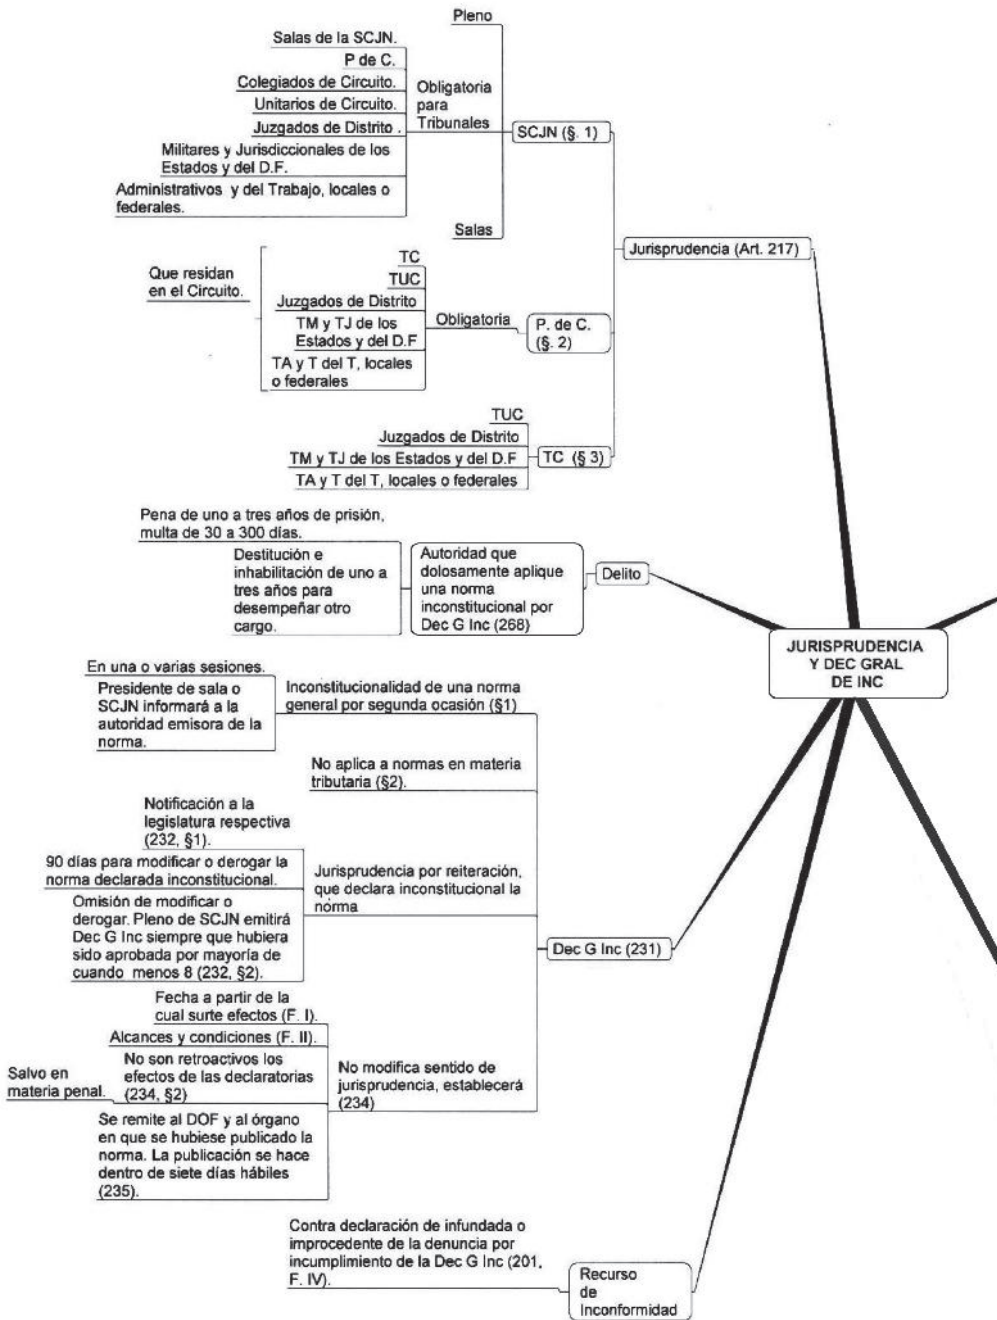 Pleno
Salas de la SCJN.
P de C.
Colegiados de Circuito.
Unitarios de Circuito.
Juzgados de Distrito .
Militares y Jurisdiccionales de los
Estados y del D.F.
Administrativos y del Trabajo, locales o
federales.
Obligatoria
para
Tribunales
SCJN (§. 1)
Salas
Jurisprudencia (Art. 217)
Que residan
en el Circuito.
TC
TUC
Juzgados de Distrito
TM y TJ de los
Estados y del D.F
TA y T del T, locales
o federales
Obligatoria
P. de C.
(§. 2)
TUC
Juzgados de Distrito
TM y TJ de los Estados y del D.F
TA y T del T, locales o federales
TC (§ 3)
Pena de uno a tres años de prisión,
multa de 30 a 300 días.
Destitución e
inhabilitación de uno a
tres años para
desempeñar otro
cargo.
Autoridad que
dolosamente aplique
una norma
inconstitucional por
Dec G Inc (268)
Delito
JURISPRUDENCIA
Y DEC GRAL
DE INC
En una o varias sesiones.
Presidente de sala o
SCJN informará a la
autoridad emisora de la
norma.
Inconstitucionalidad de una norma
general por segunda ocasión (§1)
No aplica a normas en materia
tributaria (§2).
Notificación a la
legislatura respectiva
(232, §1).
90 días para modificar o derogar la
norma declarada inconstitucional.
Omisión de modificar o
derogar. Pleno de SCJN emitirá
Dec G Inc siempre que hubiera
sido aprobada por mayoría de
cuando menos 8 (232, §2).
Jurisprudencia por reiteración,
que declara inconstitucional la
norma
Dec G Inc (231)
Fecha a partir de la
cual surte efectos (F. I).
Alcances y condiciones (F. II).
Salvo en
materia penal.
No son retroactivos los
efectos de las declaratorias
(234, §2)
Se remite al DOF y al órgano
en que se hubiese publicado la
norma. La publicación se hace
dentro de siete días hábiles
(235).
No modifica sentido de
jurisprudencia, establecerá
(234)
Contra declaración de infundada o
improcedente de la denuncia por
incumplimiento de la Dec G Inc (201,
F. IV).
Recurso
de
Inconformidad